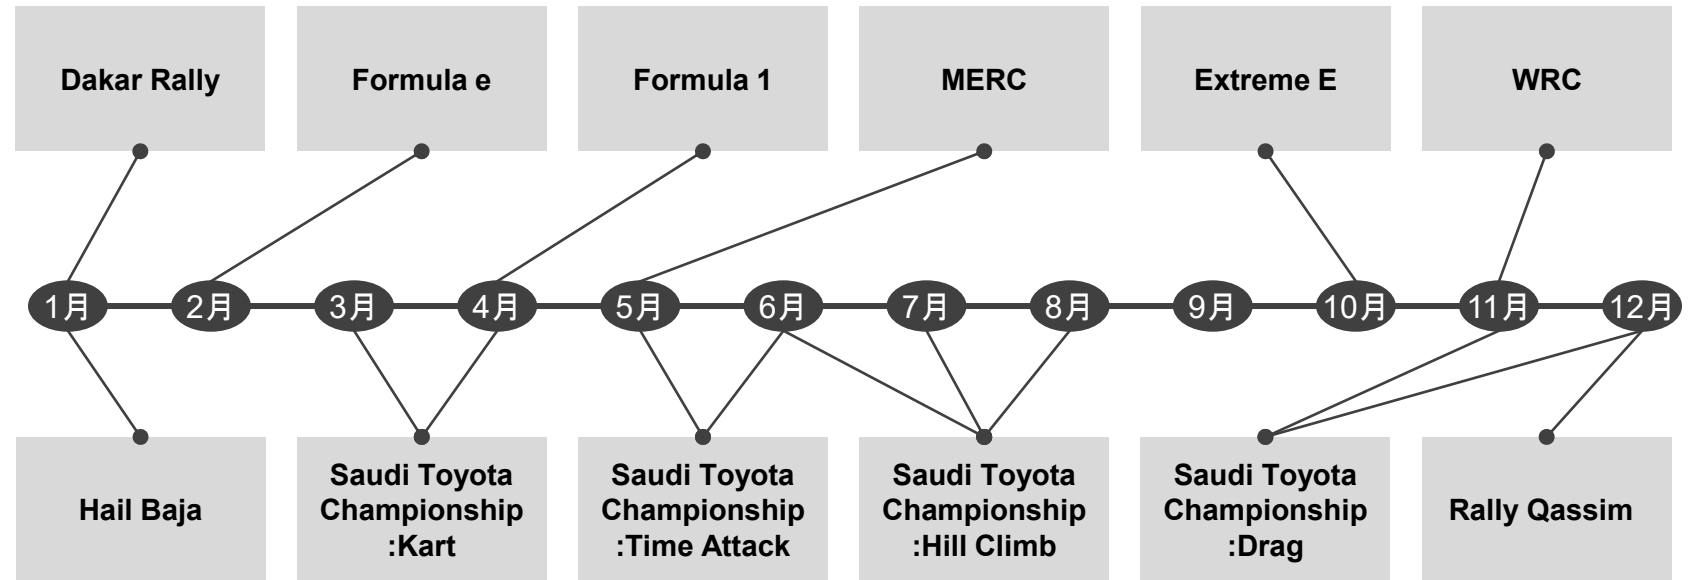 Dakar Rally
Formula e
Formula 1
MERC
Extreme E
WRC
1月
2月
3月
4月
5月
6月
7月
8月
9月
10月
11月
12月
Hail Baja
Saudi Toyota
Championship
:Kart
Saudi Toyota
Championship
:Time Attack
Saudi Toyota
Championship
:Hill Climb
Saudi Toyota
Championship
:Drag
Rally Qassim